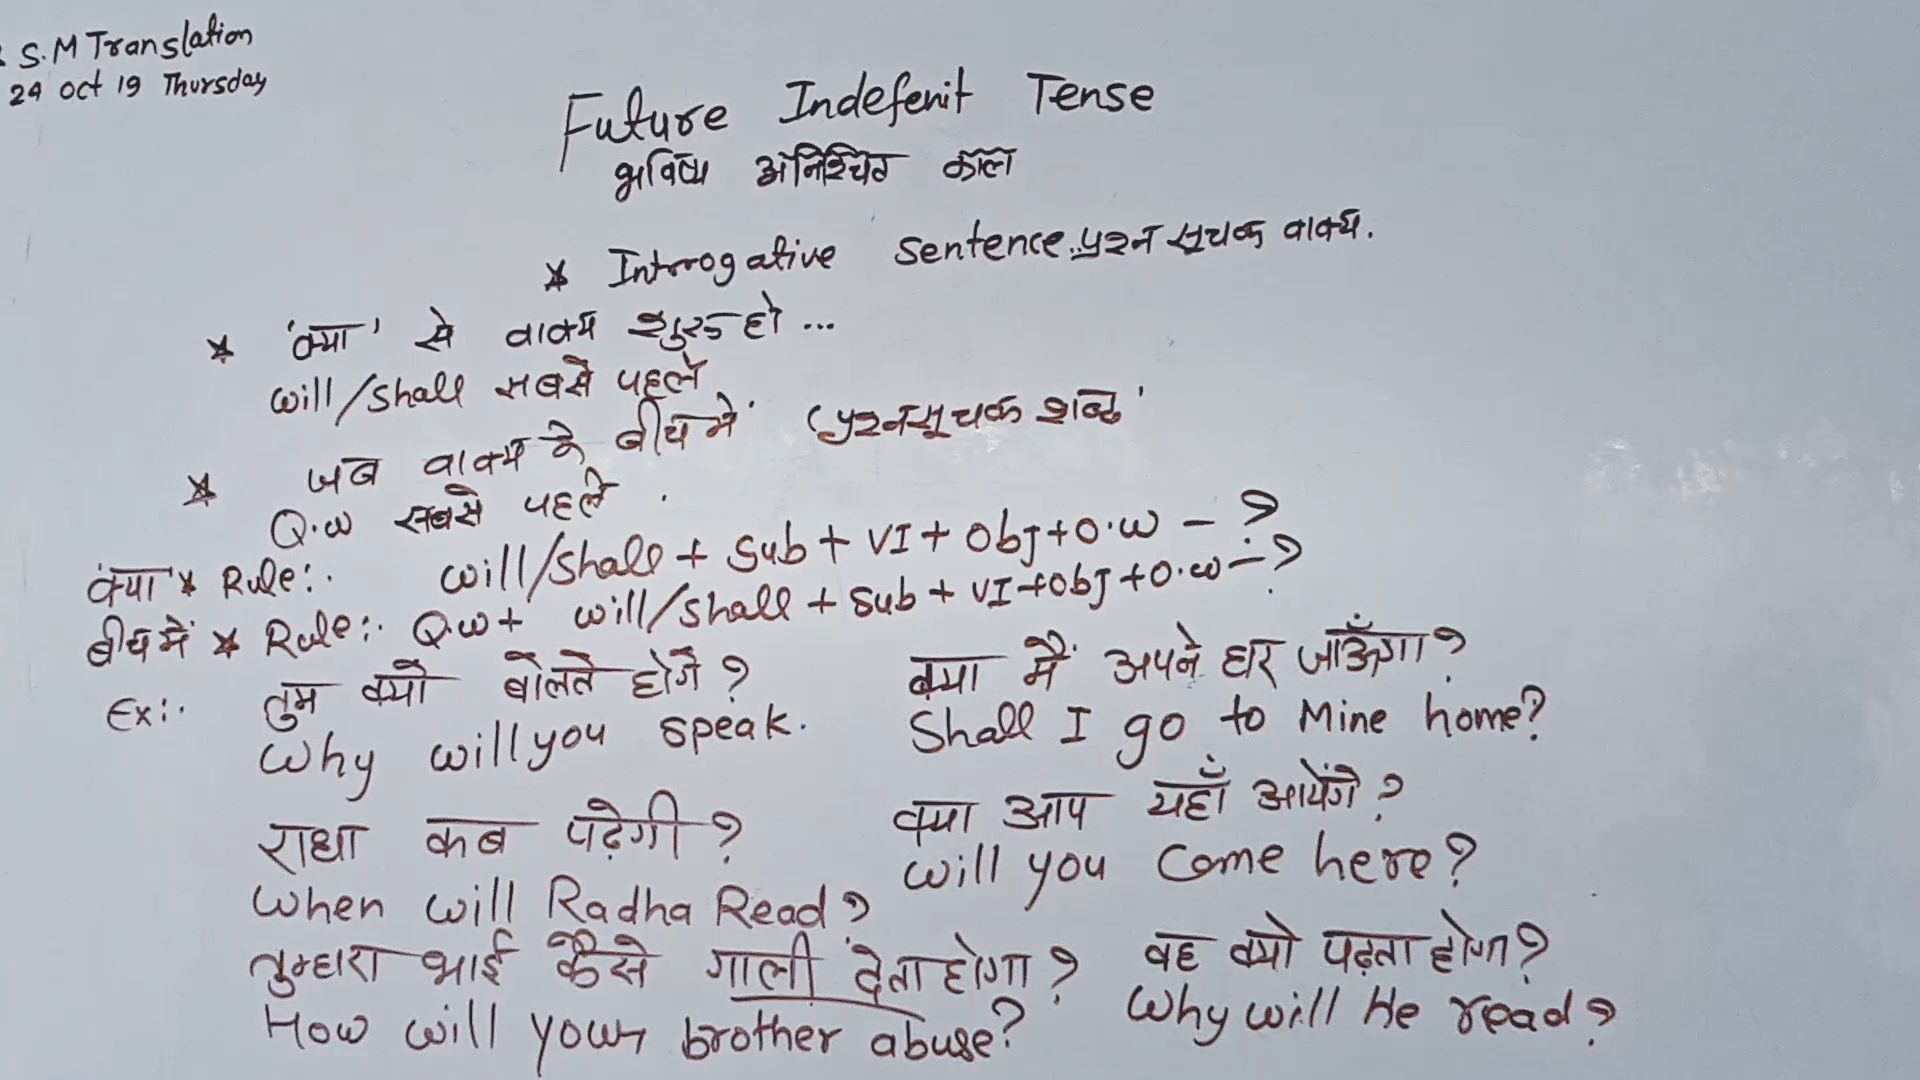 S.M Translation
24 oct 19 Thursday
Future Indefenit Tense
भविष्य अनिश्चित काल
* Introgative Sentence. प्रश्न सूचक वाक्य.
* 'क्या' से वाक्य शुरू हो ...
will/shall सबसे पहले
* जब वाक्य के बीच में (प्रश्नसूचक शब्द'
Q.w सबसे पहले.
क्या * Rule:. will/shall + Sub + VI + Obj + O.w - ?
बीच में * Rule:. Q.w + will/shall + Sub + VI + Obj + O.w - ?
Ex:. तुम क्यों बोलते होगे? क्या मैं अपने घर जाऊँगा?
Why will you speak. Shall I go to Mine home?
राधा कब पढ़ेगी? क्या आप यहाँ आयेंगे?
When will Radha Read? will you come here?
तुम्हारा भाई कैसे गाली देता होगा? वह क्यों पढ़ता होगा?
How will your brother abuse? Why will He read?